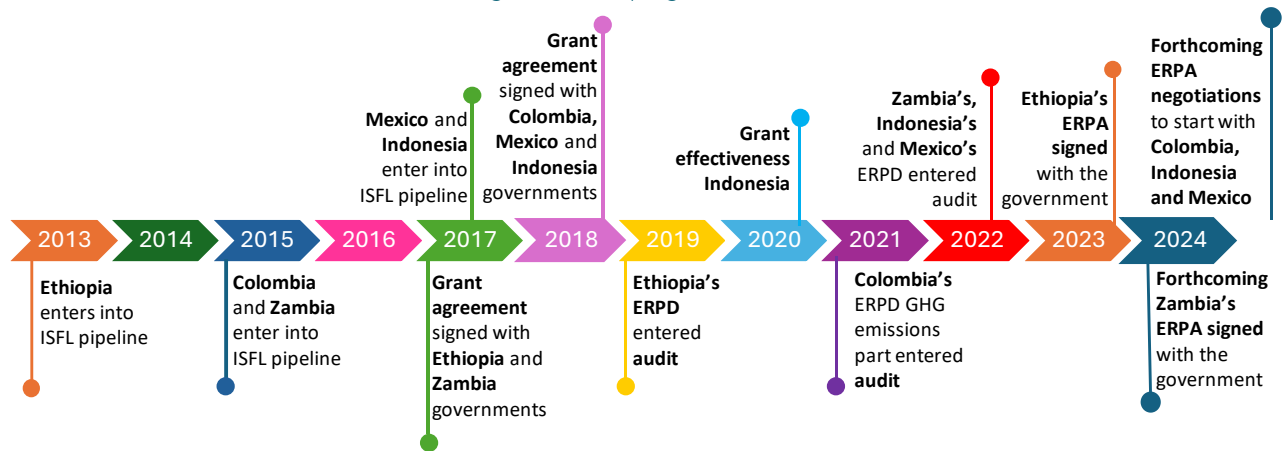 Mexico and
Indonesia
enter into
ISFL pipeline
Grant
agreement
signed with
Colombia,
Mexico and
Indonesia
governments
Grant
effectiveness
Indonesia
Zambia's,
Indonesia's
and Mexico's
ERPD entered
audit
Ethiopia's
ERPA
signed
with the
government
Forthcoming
ERPA
negotiations
to start with
Colombia,
Indonesia
and Mexico
2013
2014
2015
2016
2017
2018
2019
2020
2021
2022
2023
2024
Ethiopia
enters into
ISFL pipeline
Colombia
and Zambia
enter into
ISFL pipeline
Grant
agreement
signed with
Ethiopia and
Zambia
governments
Ethiopia's
ERPD
entered
audit
Colombia's
ERPD GHG
emissions
part entered
audit
Forthcoming
Zambia's
ERPA signed
with the
government